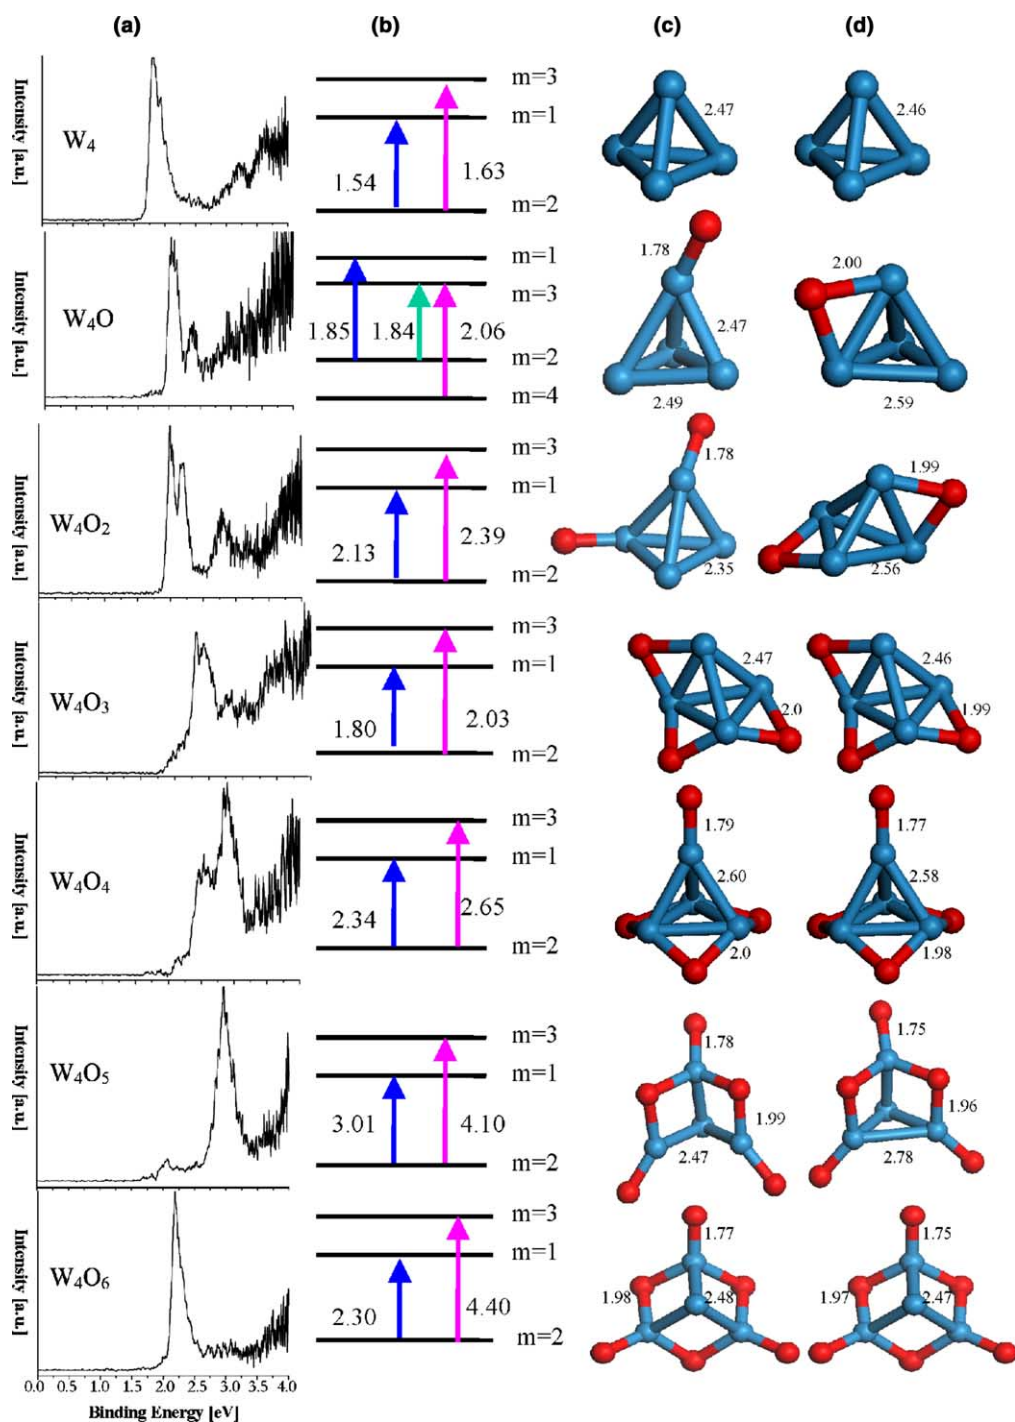 (a) (b) (c) (d)
Intensity [a.u.]
W4
m=3
m=1
1.54
1.63
m=2
2.47
2.46
Intensity [a.u.]
W4O
m=1
m=3
1.85
1.84
2.06
m=2
m=4
1.78
2.47
2.49
2.00
2.59
Intensity [a.u.]
W4O2
m=3
m=1
2.13
2.39
m=2
1.78
2.35
1.99
2.56
Intensity [a.u.]
W4O3
m=3
m=1
1.80
2.03
m=2
2.47
2.0
2.46
1.99
Intensity [a.u.]
W4O4
m=3
m=1
2.34
2.65
m=2
1.79
2.60
2.0
1.77
2.58
1.98
Intensity [a.u.]
W4O5
m=3
m=1
3.01
4.10
m=2
1.78
1.99
2.47
1.75
1.96
2.78
Intensity [a.u.]
W4O6
m=3
m=1
2.30
4.40
m=2
1.77
1.98
2.48
1.75
1.97
2.47
0.0 0.5 1.0 1.5 2.0 2.5 3.0 3.5 4.0
Binding Energy [eV]